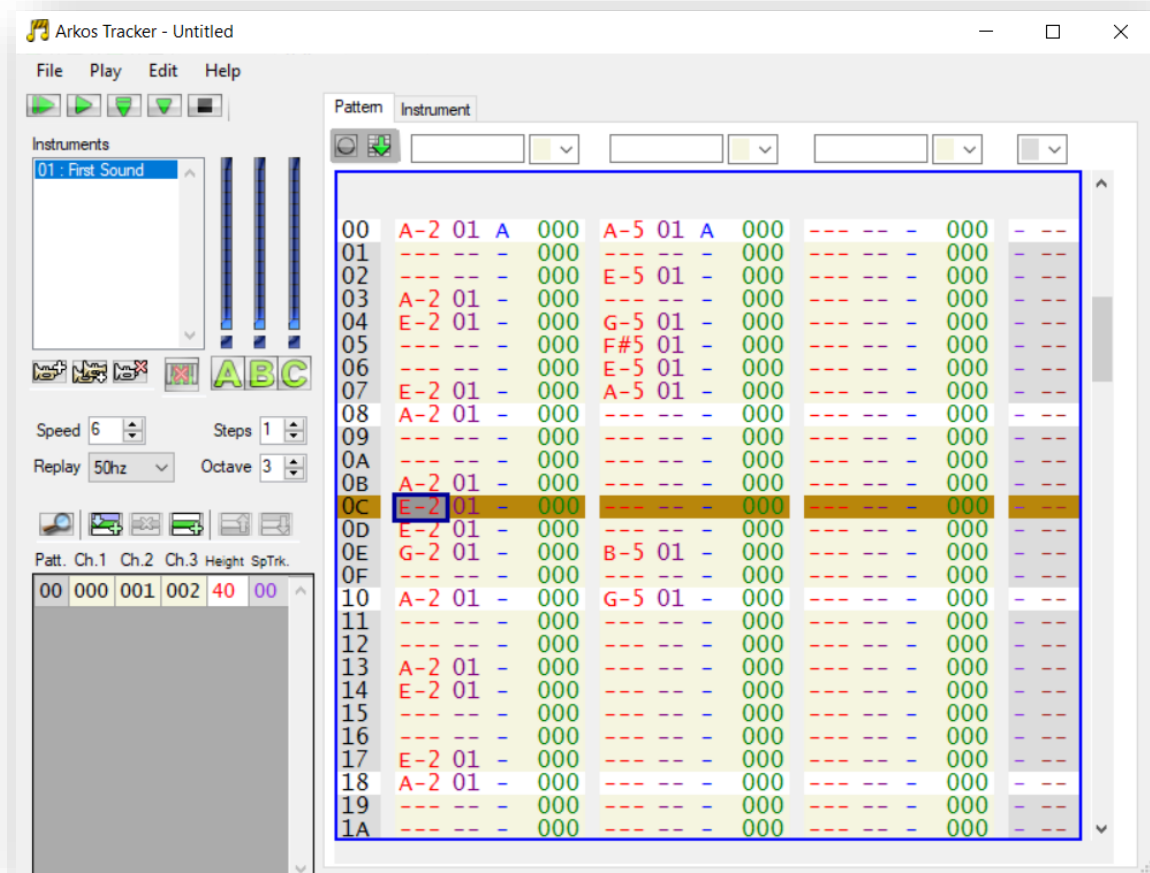 Arkos Tracker - Untitled
File Play Edit Help
Pattern Instrument
Instruments
01 : First Sound
A B C
Speed 6 Steps 1
Replay 50hz Octave 3
Patt. Ch.1 Ch.2 Ch.3 Height SpTrk.
00 000 001 002 40 00
00 A-2 01 A 000 A-5 01 A 000 --- -- - 000 - --
01 --- -- - 000 --- -- - 000 --- -- - 000 - --
02 --- -- - 000 E-5 01 - 000 --- -- - 000 - --
03 A-2 01 - 000 --- -- - 000 --- -- - 000 - --
04 E-2 01 - 000 G-5 01 - 000 --- -- - 000 - --
05 --- -- - 000 F#5 01 - 000 --- -- - 000 - --
06 --- -- - 000 E-5 01 - 000 --- -- - 000 - --
07 E-2 01 - 000 A-5 01 - 000 --- -- - 000 - --
08 A-2 01 - 000 --- -- - 000 --- -- - 000 - --
09 --- -- - 000 --- -- - 000 --- -- - 000 - --
0A --- -- - 000 --- -- - 000 --- -- - 000 - --
0B A-2 01 - 000 --- -- - 000 --- -- - 000 - --
0C E-2 01 - 000 --- -- - 000 --- -- - 000 - --
0D E-2 01 - 000 --- -- - 000 --- -- - 000 - --
0E G-2 01 - 000 B-5 01 - 000 --- -- - 000 - --
0F --- -- - 000 --- -- - 000 --- -- - 000 - --
10 A-2 01 - 000 G-5 01 - 000 --- -- - 000 - --
11 --- -- - 000 --- -- - 000 --- -- - 000 - --
12 --- -- - 000 --- -- - 000 --- -- - 000 - --
13 A-2 01 - 000 --- -- - 000 --- -- - 000 - --
14 E-2 01 - 000 --- -- - 000 --- -- - 000 - --
15 --- -- - 000 --- -- - 000 --- -- - 000 - --
16 --- -- - 000 --- -- - 000 --- -- - 000 - --
17 E-2 01 - 000 --- -- - 000 --- -- - 000 - --
18 A-2 01 - 000 --- -- - 000 --- -- - 000 - --
19 --- -- - 000 --- -- - 000 --- -- - 000 - --
1A --- -- - 000 --- -- - 000 --- -- - 000 - --